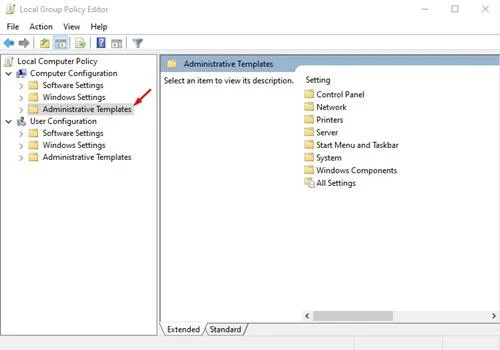 Local Group Policy Editor
File Action View Help
Local Computer Policy
Computer Configuration
Software Settings
Windows Settings
Administrative Templates
User Configuration
Software Settings
Windows Settings
Administrative Templates
Administrative Templates
Select an item to view its description.
Setting
Control Panel
Network
Printers
Server
Start Menu and Taskbar
System
Windows Components
All Settings
Extended Standard